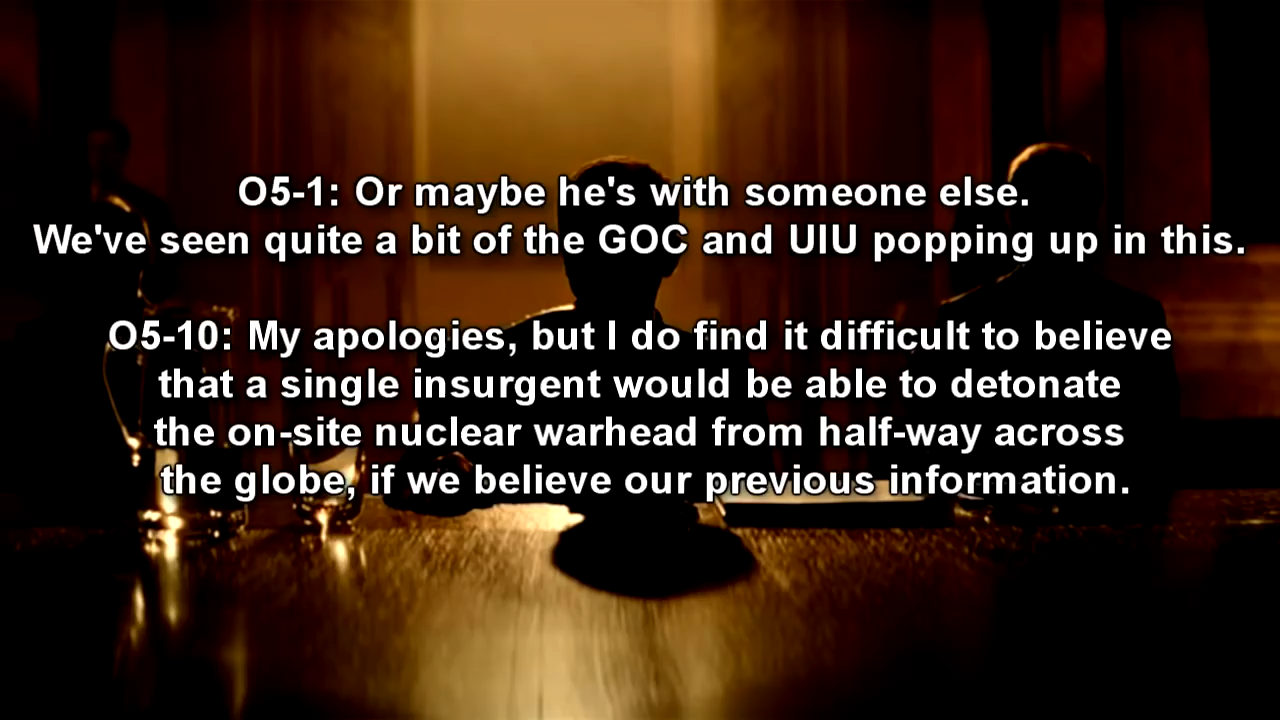 O5-1: Or maybe he's with someone else.
We've seen quite a bit of the GOC and UIU popping up in this.
O5-10: My apologies, but I do find it difficult to believe
that a single insurgent would be able to detonate
the on-site nuclear warhead from half-way across
the globe, if we believe our previous information.